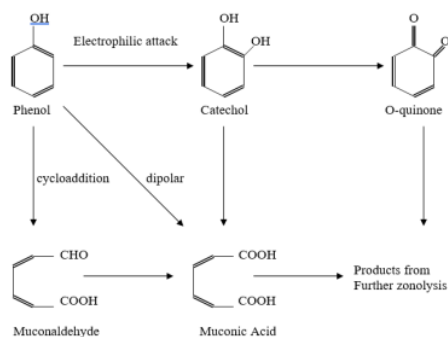 OH
Electrophilic attack
OH
OH
O
O
Phenol
Catechol
O-quinone
cycloaddition
dipolar
CHO
COOH
COOH
COOH
Products from
Further zonolysis
Muconaldehyde
Muconic Acid